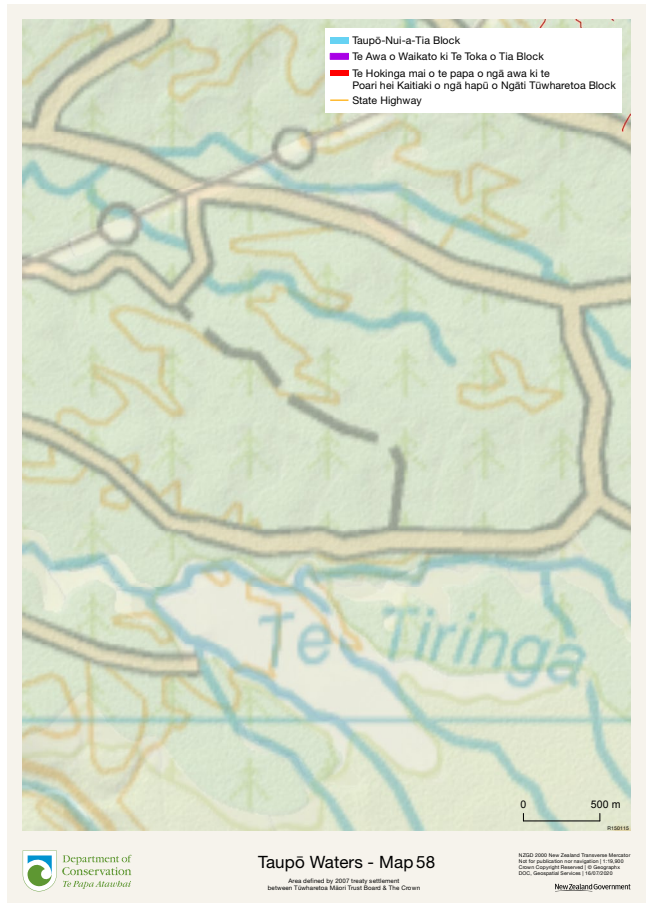 Taupō-Nui-a-Tia Block
Te Awa o Waikato ki Te Toka o Tia Block
Te Hokinga mai o te papa o ngā awa ki te
Poari hei Kaitiaki o ngā hapū o Ngāti Tūwharetoa Block
State Highway
Te Tiringa
0 500 m
R150115
Department of
Conservation
Te Papa Atawhai
Taupō Waters - Map 58
Area defined by 2007 treaty settlement
between Tūwharetoa Māori Trust Board & The Crown
NZGD 2000 New Zealand Transverse Mercator
Not for publication nor navigation | 1:19,900
Crown Copyright Reserved | © Geographx
DOC, Geospatial Services | 16/07/2020
New Zealand Government